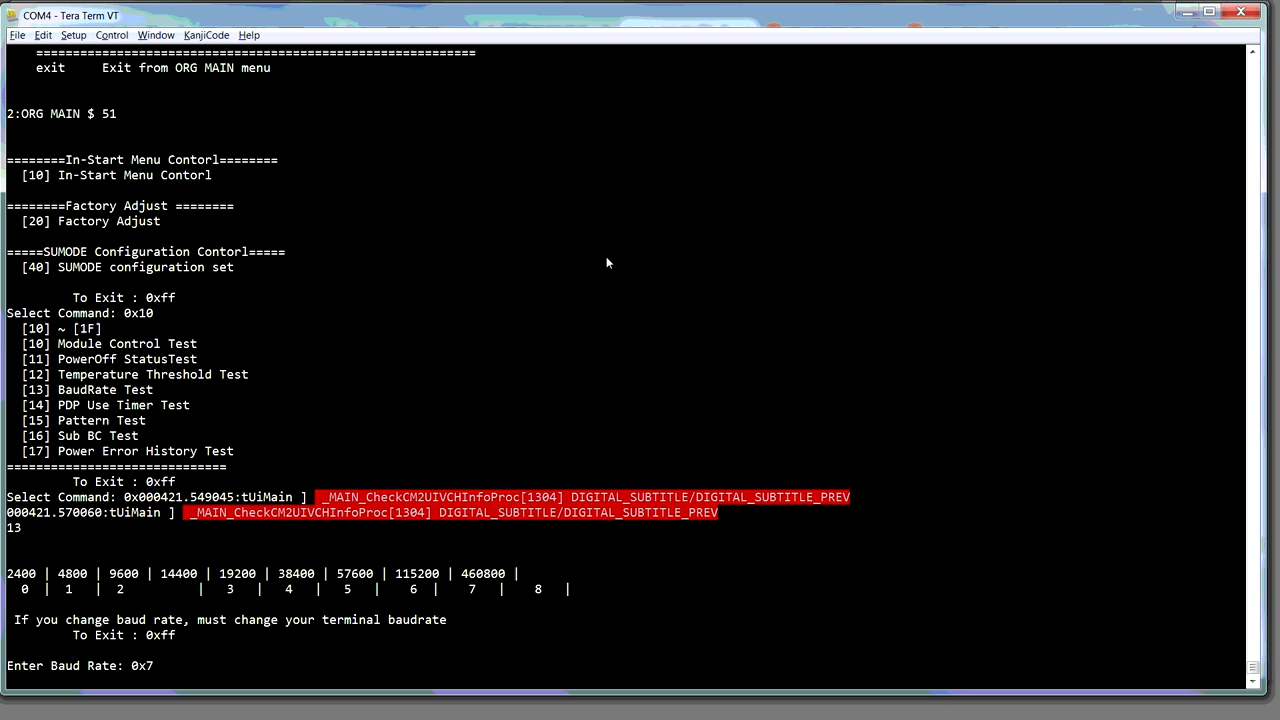 COM4 - Tera Term VT
File Edit Setup Control Window KanjiCode Help
============================================================
exit Exit from ORG MAIN menu
2:ORG MAIN $ 51
========In-Start Menu Contorl========
[10] In-Start Menu Contorl
========Factory Adjust ========
[20] Factory Adjust
=====SUMODE Configuration Contorl=====
[40] SUMODE configuration set
To Exit : 0xff
Select Command: 0x10
[10] ~ [1F]
[10] Module Control Test
[11] PowerOff StatusTest
[12] Temperature Threshold Test
[13] BaudRate Test
[14] PDP Use Timer Test
[15] Pattern Test
[16] Sub BC Test
[17] Power Error History Test
==============================
To Exit : 0xff
Select Command: 0x000421.549045:tUiMain ] _MAIN_CheckCM2UIVCHInfoProc[1304] DIGITAL_SUBTITLE/DIGITAL_SUBTITLE_PREV
000421.570060:tUiMain ] _MAIN_CheckCM2UIVCHInfoProc[1304] DIGITAL_SUBTITLE/DIGITAL_SUBTITLE_PREV
13
2400 | 4800 | 9600 | 14400 | 19200 | 38400 | 57600 | 115200 | 460800 |
0 | 1 | 2 | 3 | 4 | 5 | 6 | 7 | 8 |
If you change baud rate, must change your terminal baudrate
To Exit : 0xff
Enter Baud Rate: 0x7